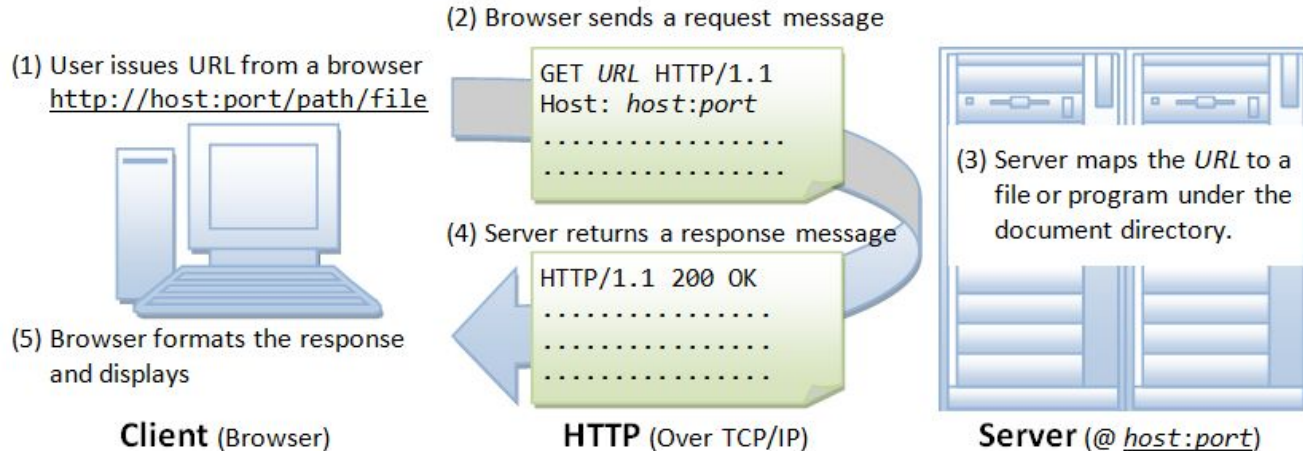 (1) User issues URL from a browser
http://host:port/path/file
(2) Browser sends a request message
GET URL HTTP/1.1
Host: host:port
.................
.................
(3) Server maps the URL to a
file or program under the
document directory.
(4) Server returns a response message
HTTP/1.1 200 OK
................
................
................
(5) Browser formats the response
and displays
Client (Browser)
HTTP (Over TCP/IP)
Server (@ host:port)